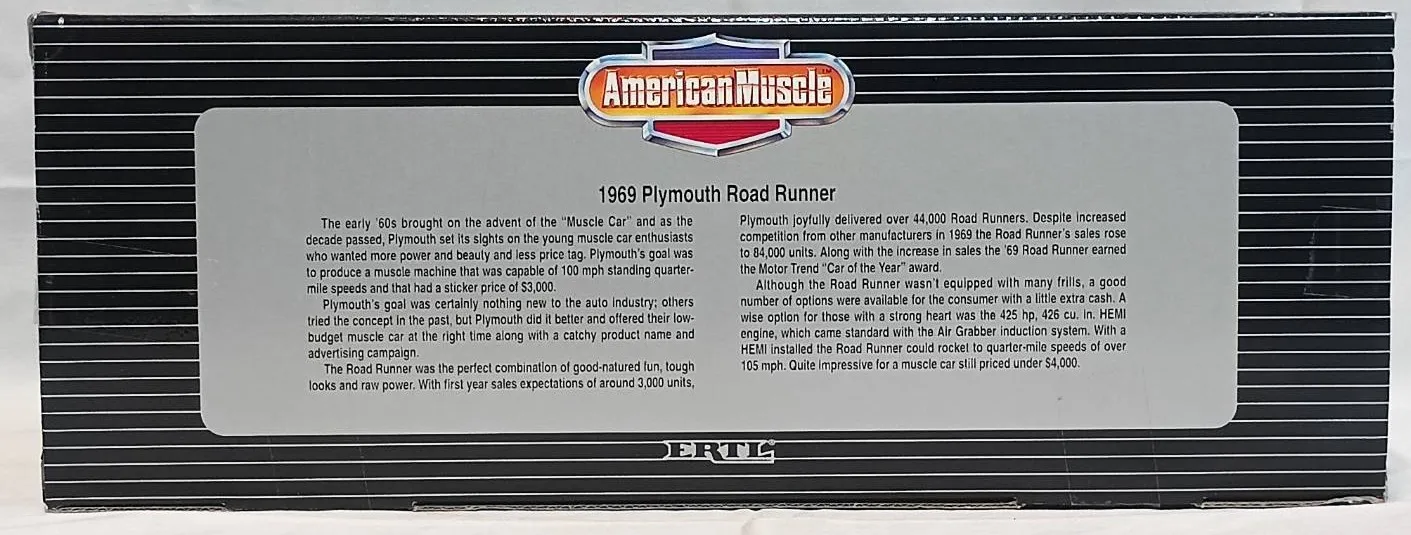 American Muscle
1969 Plymouth Road Runner
The early '60s brought on the advent of the "Muscle Car" and as the
decade passed, Plymouth set its sights on the young muscle car enthusiasts
who wanted more power and beauty and less price tag. Plymouth's goal was
to produce a muscle machine that was capable of 100 mph standing quarter-
mile speeds and that had a sticker price of $3,000.
Plymouth's goal was certainly nothing new to the auto industry; others
tried the concept in the past, but Plymouth did it better and offered their low-
budget muscle car at the right time along with a catchy product name and
advertising campaign.
The Road Runner was the perfect combination of good-natured fun, tough
looks and raw power. With first year sales expectations of around 3,000 units,
Plymouth joyfully delivered over 44,000 Road Runners. Despite increased
competition from other manufacturers in 1969 the Road Runner's sales rose
to 84,000 units. Along with the increase in sales the '69 Road Runner earned
the Motor Trend "Car of the Year" award.
Although the Road Runner wasn't equipped with many frills, a good
number of options were available for the consumer with a little extra cash. A
wise option for those with a strong heart was the 425 hp, 426 cu. in. HEMI
engine, which came standard with the Air Grabber induction system. With a
HEMI installed the Road Runner could rocket to quarter-mile speeds of over
105 mph. Quite impressive for a muscle car still priced under $4,000.
ERTL®